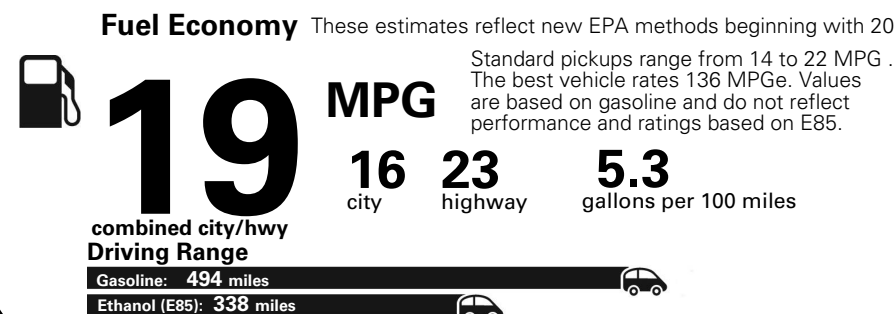 Fuel Economy These estimates reflect new EPA methods beginning with 20
Standard pickups range from 14 to 22 MPG .
The best vehicle rates 136 MPGe. Values
are based on gasoline and do not reflect
performance and ratings based on E85.
19 MPG
16 23 5.3
city highway gallons per 100 miles
combined city/hwy
Driving Range
Gasoline: 494 miles
Ethanol (E85): 338 miles